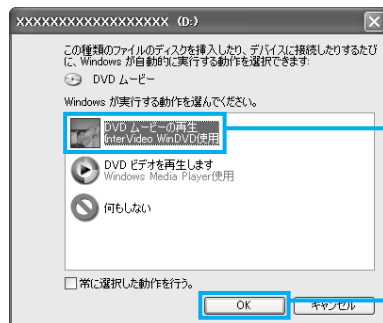 XXXXXXXXXXXXXXXXXX (D:)
この種類のファイルのディスクを挿入したり、デバイスに接続したりするたび
に、Windows が自動的に実行する動作を選択できます:
DVD ムービー
Windows が実行する動作を選んでください。
DVD ムービーの再生
InterVideo WinDVD使用
DVD ビデオを再生します
Windows Media Player使用
何もしない
常に選択した動作を行う。
OK キャンセル